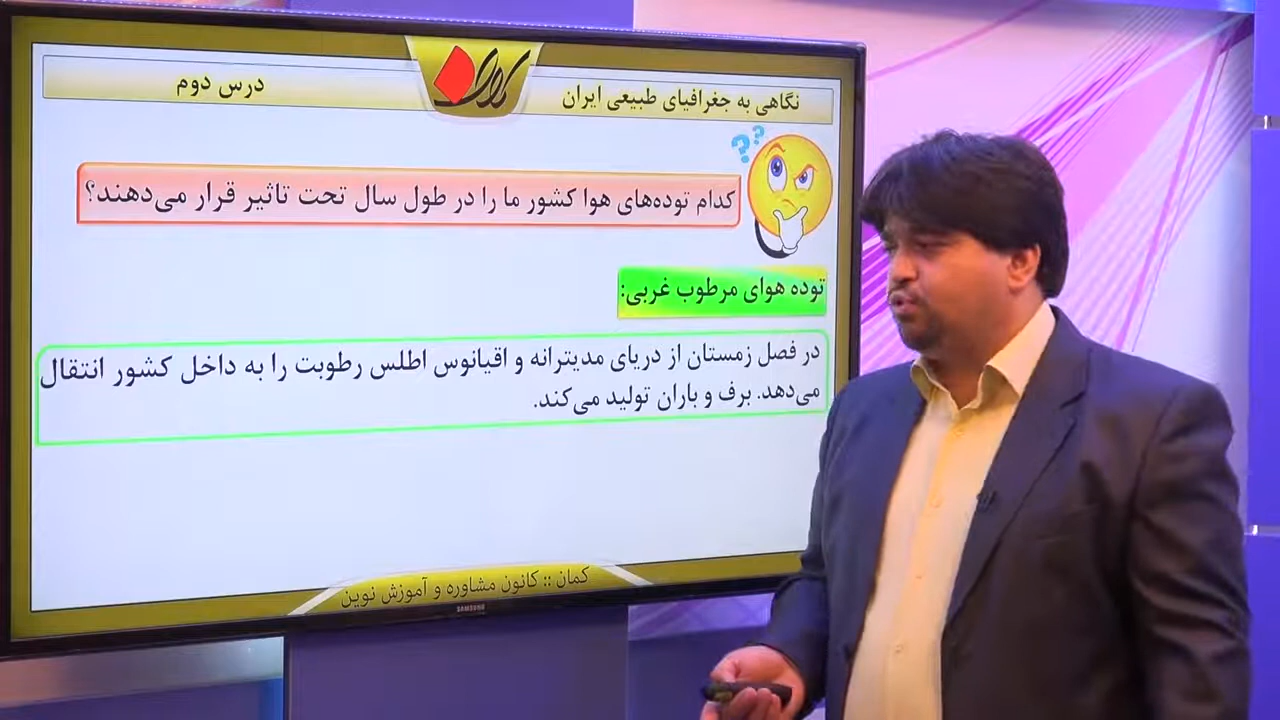 نگاهی به جغرافیای طبیعی ایران
درس دوم
کمان
کدام توده‌های هوا کشور ما را در طول سال تحت تاثیر قرار می‌دهند؟
توده هوای مرطوب غربی:
در فصل زمستان از دریای مدیترانه و اقیانوس اطلس رطوبت را به داخل کشور انتقال
می‌دهد. برف و باران تولید می‌کند.
کمان :: کانون مشاوره و آموزش نوین
SAMSUNG